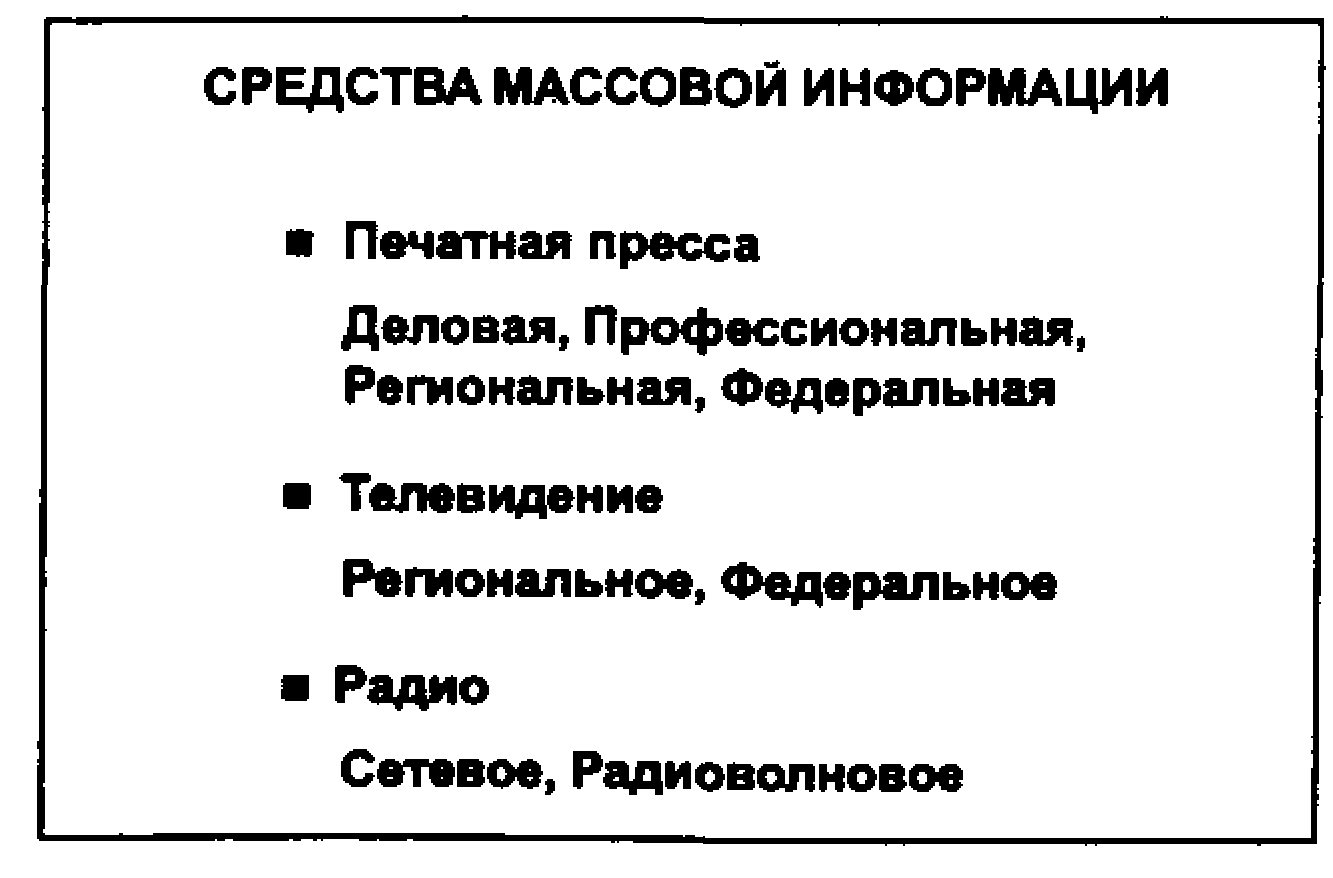 СРЕДСТВА МАССОВОЙ ИНФОРМАЦИИ
■ Печатная пресса
Деловая, Профессиональная,
Региональная, Федеральная
■ Телевидение
Региональное, Федеральное
■ Радио
Сетевое, Радиоволновое